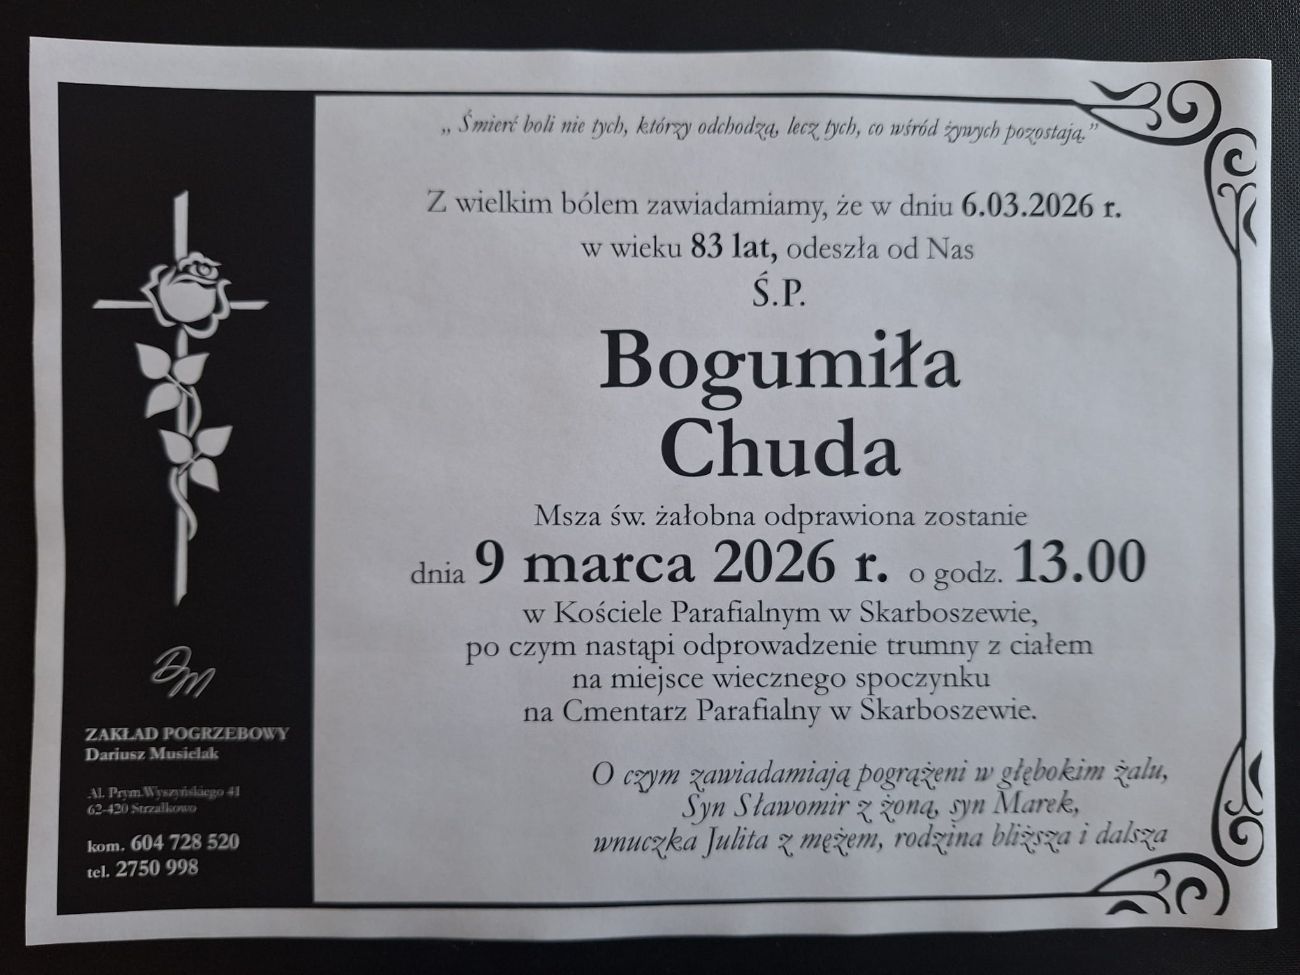 „ Śmierć boli nie tych, którzy odchodzą, lecz tych, co wśród żywych pozostają.”
Z wielkim bólem zawiadamiamy, że w dniu 6.03.2026 r.
w wieku 83 lat, odeszła od Nas
Ś.P.
Bogumiła
Chuda
Msza św. żałobna odprawiona zostanie
dnia 9 marca 2026 r. o godz. 13.00
w Kościele Parafialnym w Skarboszewie,
po czym nastąpi odprowadzenie trumny z ciałem
na miejsce wiecznego spoczynku
na Cmentarz Parafialny w Skarboszewie.
O czym zawiadamiają pogrążeni w głębokim żalu,
Syn Sławomir z żoną, syn Marek,
wnuczka Julita z mężem, rodzina bliższa i dalsza
DM
ZAKŁAD POGRZEBOWY
Dariusz Musielak
Al. Prym.Wyszyńskiego 41
62-420 Strzałkowo
kom. 604 728 520
tel. 2750 998